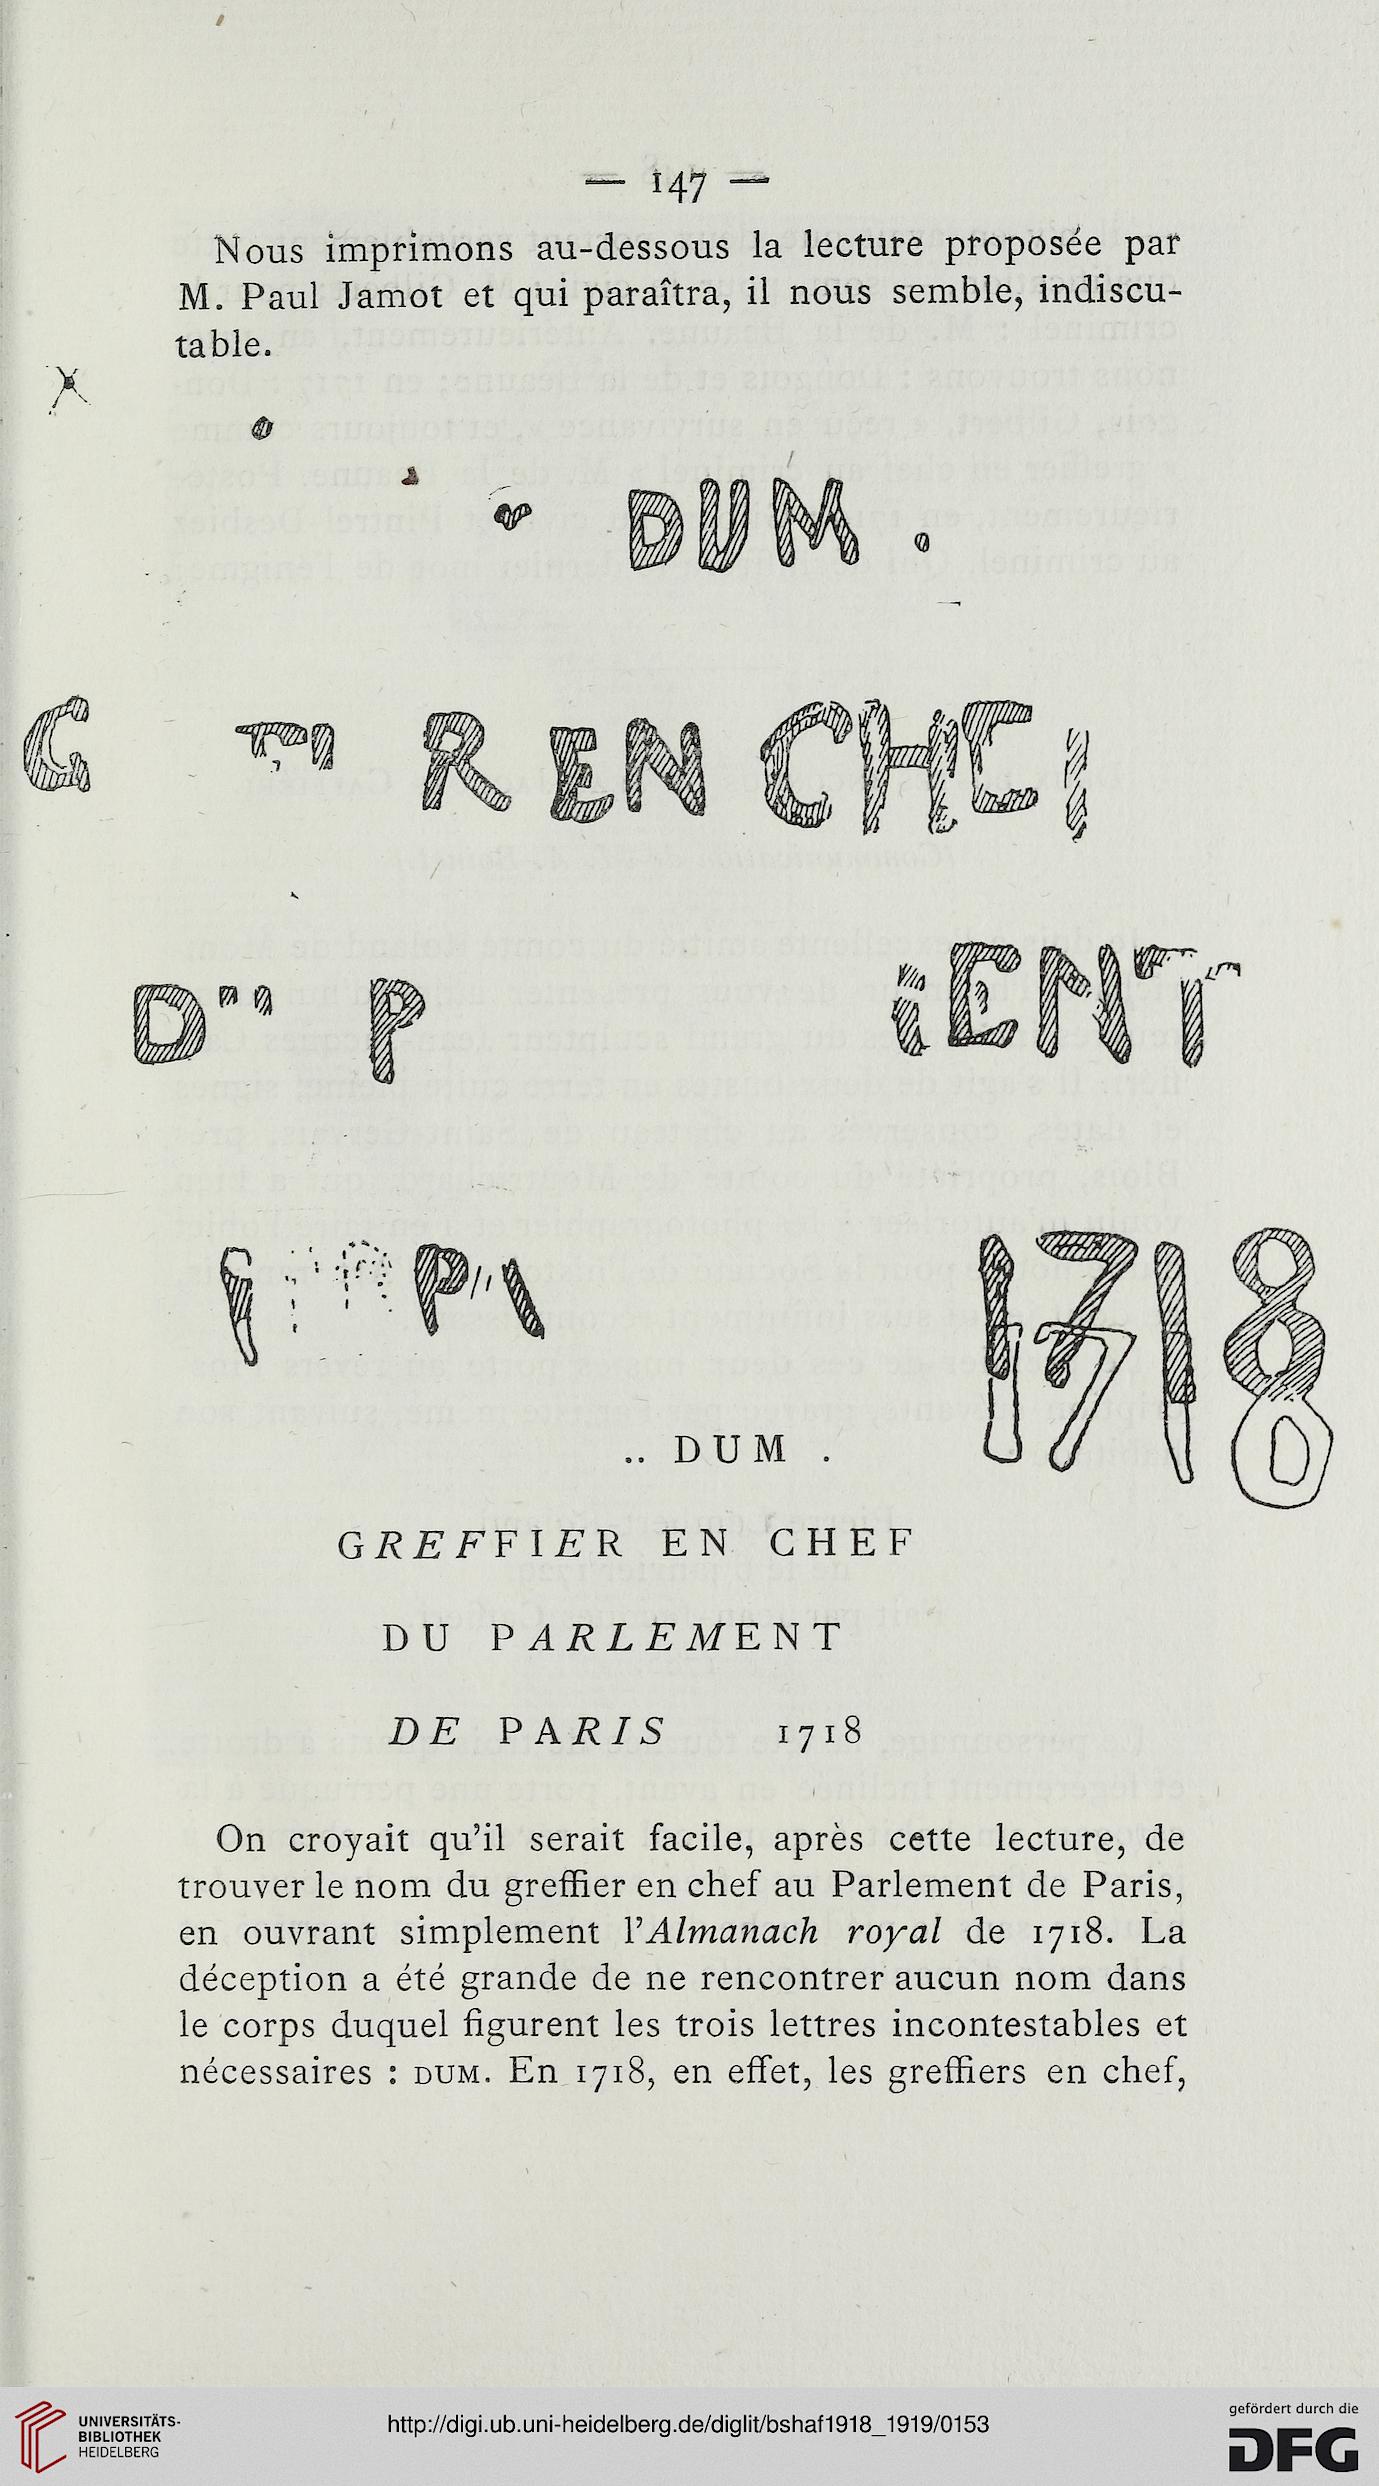 — 147 —
Nous imprimons au-dessous la lecture proposée par
M. Paul Jamot et qui paraîtra, il nous semble, indiscu-
table.
DUM .
G R EN CHE
D P ENT
P 1718
.. DUM .
GREFFIER EN CHEF
DU PARLEMENT
DE PARIS 1718
On croyait qu'il serait facile, après cette lecture, de
trouver le nom du greffier en chef au Parlement de Paris,
en ouvrant simplement l'Almanach royal de 1718. La
déception a été grande de ne rencontrer aucun nom dans
le corps duquel figurent les trois lettres incontestables et
nécessaires : DUM. En 1718, en effet, les greffiers en chef,
UNIVERSITÄTS-
BIBLIOTHEK
HEIDELBERG
http://digi.ub.uni-heidelberg.de/diglit/bshaf1918_1919/0153
gefördert durch die
DFG